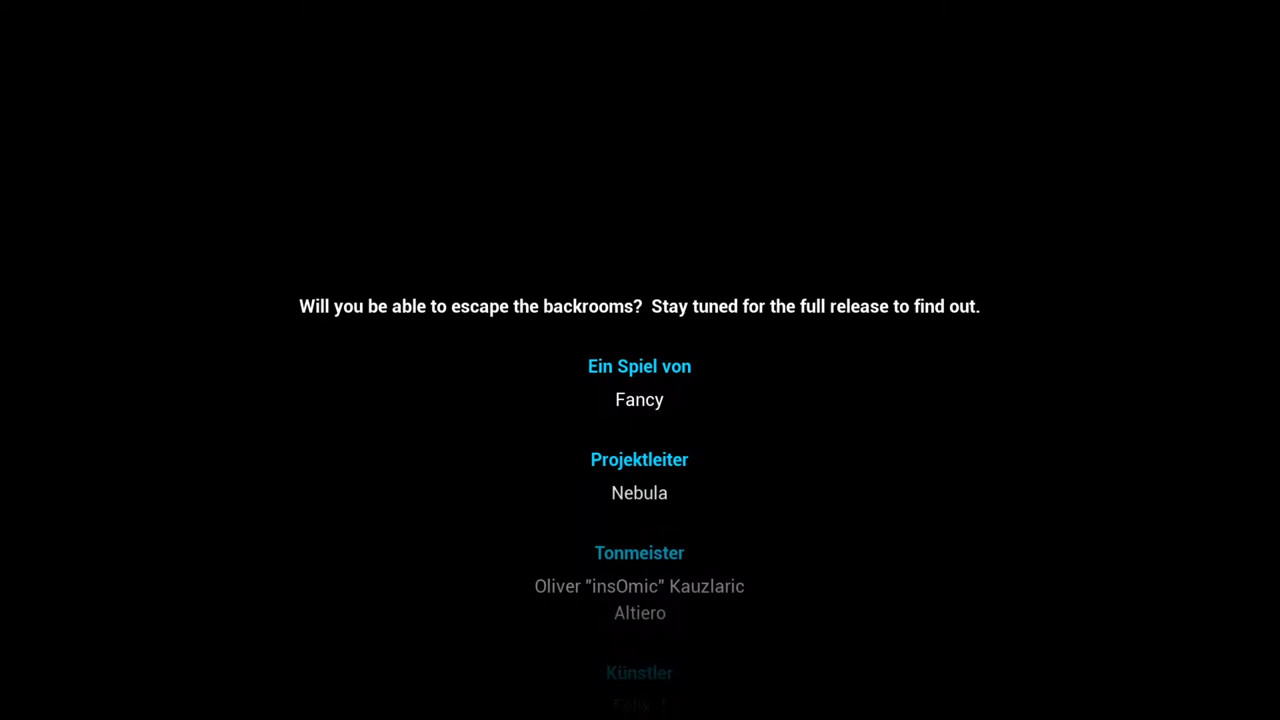 Will you be able to escape the backrooms?  Stay tuned for the full release to find out.
Ein Spiel von
Fancy
Projektleiter
Nebula
Tonmeister
Oliver "insOmic" Kauzlaric
Altiero
Künstler
Felix